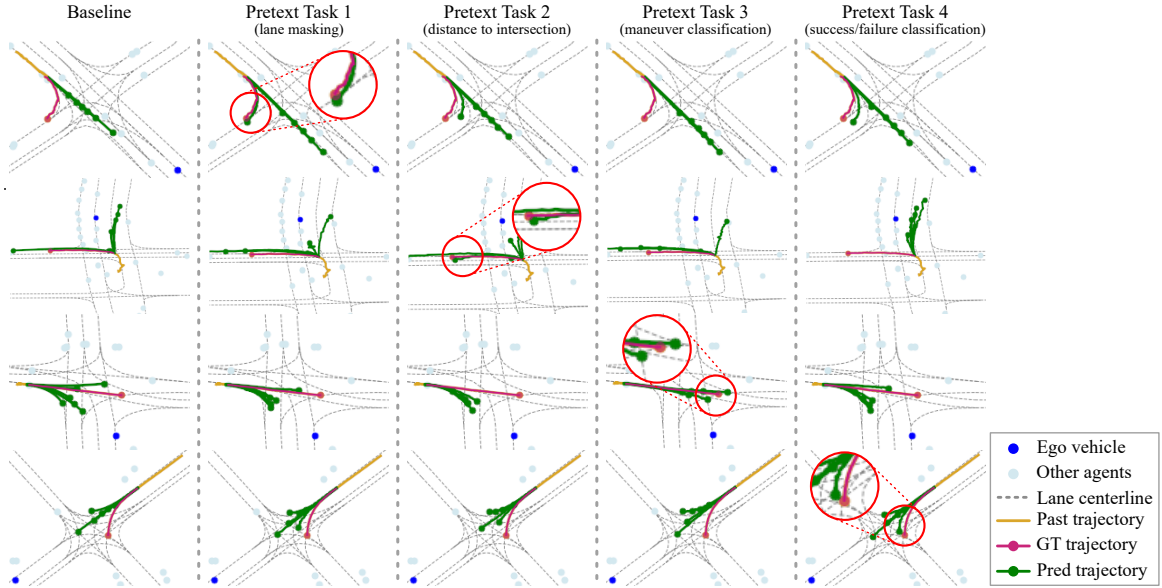 Baseline
Pretext Task 1
(lane masking)
Pretext Task 2
(distance to intersection)
Pretext Task 3
(maneuver classification)
Pretext Task 4
(success/failure classification)
Ego vehicle
Other agents
Lane centerline
Past trajectory
GT trajectory
Pred trajectory